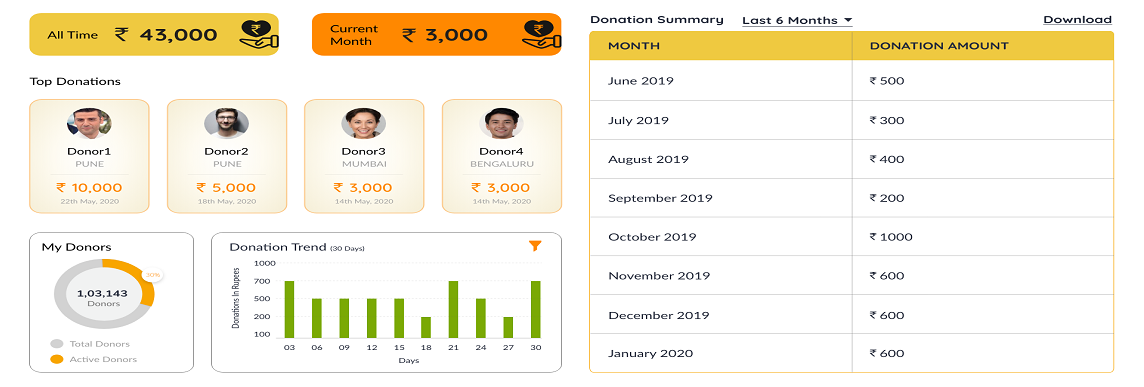 All Time ₹ 43,000
Current Month ₹ 3,000
Top Donations
Donor1
PUNE
₹ 10,000
22th May, 2020
Donor2
PUNE
₹ 5,000
18th May, 2020
Donor3
MUMBAI
₹ 3,000
14th May, 2020
Donor4
BENGALURU
₹ 3,000
14th May, 2020
My Donors
30%
1,03,143
Donors
Total Donors
Active Donors
Donation Trend (30 Days)
Donations In Rupees
1000
700
500
200
100
03 06 09 12 15 18 21 24 27 30
Days
Donation Summary Last 6 Months Download
MONTH DONATION AMOUNT
June 2019 ₹ 500
July 2019 ₹ 300
August 2019 ₹ 400
September 2019 ₹ 200
October 2019 ₹ 1000
November 2019 ₹ 600
December 2019 ₹ 600
January 2020 ₹ 600